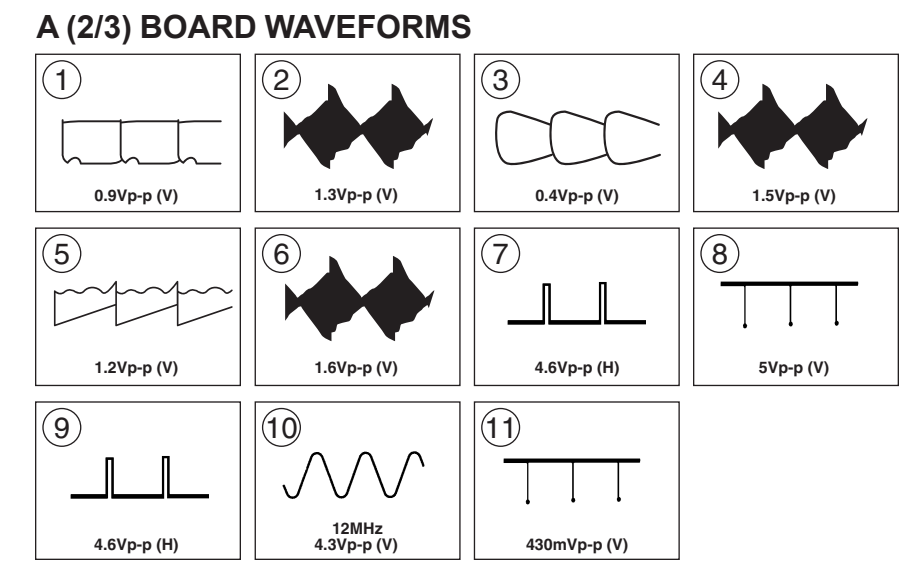 A (2/3) BOARD WAVEFORMS
1
0.9Vp-p (V)
2
1.3Vp-p (V)
3
0.4Vp-p (V)
4
1.5Vp-p (V)
5
1.2Vp-p (V)
6
1.6Vp-p (V)
7
4.6Vp-p (H)
8
5Vp-p (V)
9
4.6Vp-p (H)
10
12MHz
4.3Vp-p (V)
11
430mVp-p (V)